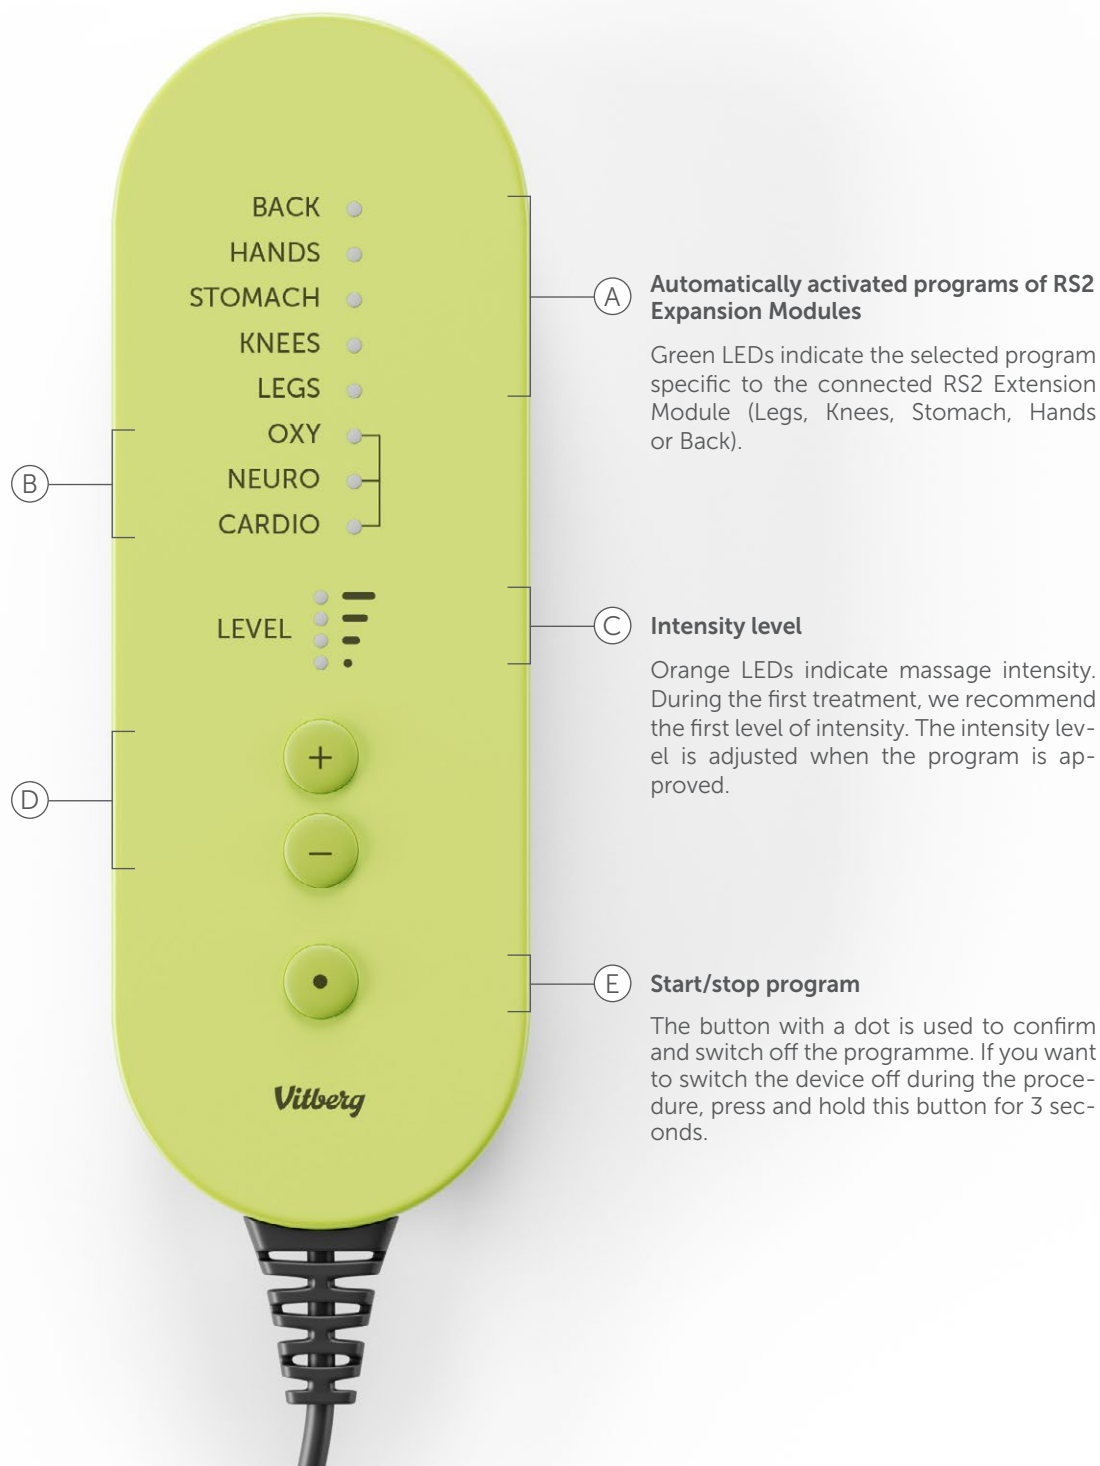 BACK
HANDS
STOMACH
KNEES
LEGS
OXY
NEURO
CARDIO
B
LEVEL
D
+
−
Vitberg
A
Automatically activated programs of RS2
Expansion Modules
Green LEDs indicate the selected program
specific to the connected RS2 Extension
Module (Legs, Knees, Stomach, Hands
or Back).
C
Intensity level
Orange LEDs indicate massage intensity.
During the first treatment, we recommend
the first level of intensity. The intensity lev-
el is adjusted when the program is ap-
proved.
E
Start/stop program
The button with a dot is used to confirm
and switch off the programme. If you want
to switch the device off during the proce-
dure, press and hold this button for 3 sec-
onds.